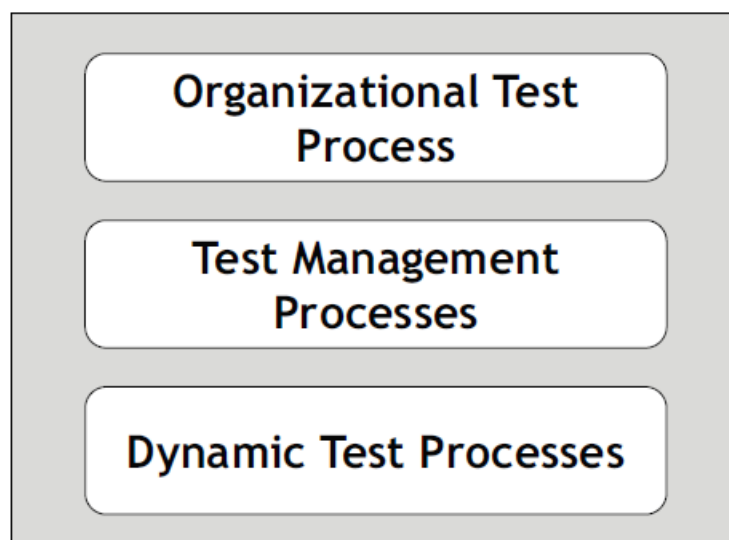 Organizational Test
Process
Test Management
Processes
Dynamic Test Processes